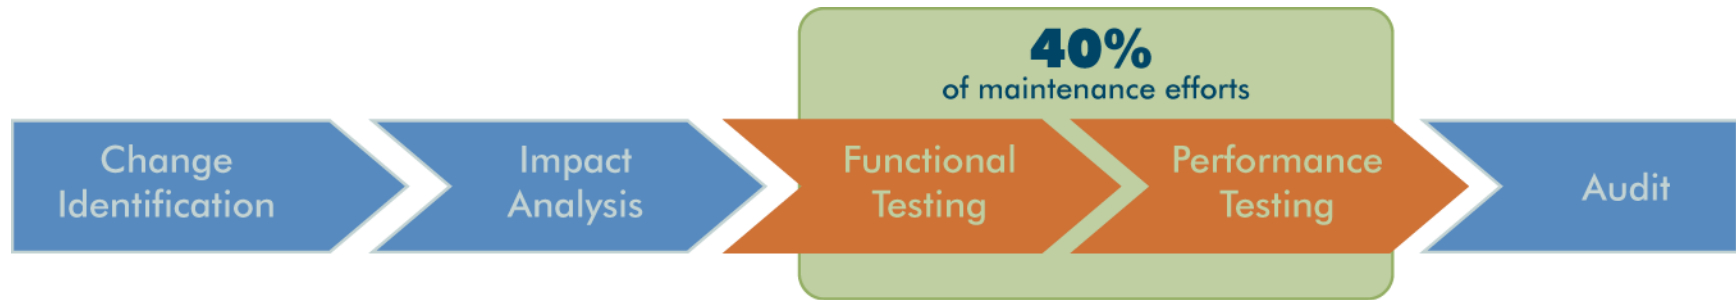 40%
of maintenance efforts
Change
Identification
Impact
Analysis
Functional
Testing
Performance
Testing
Audit